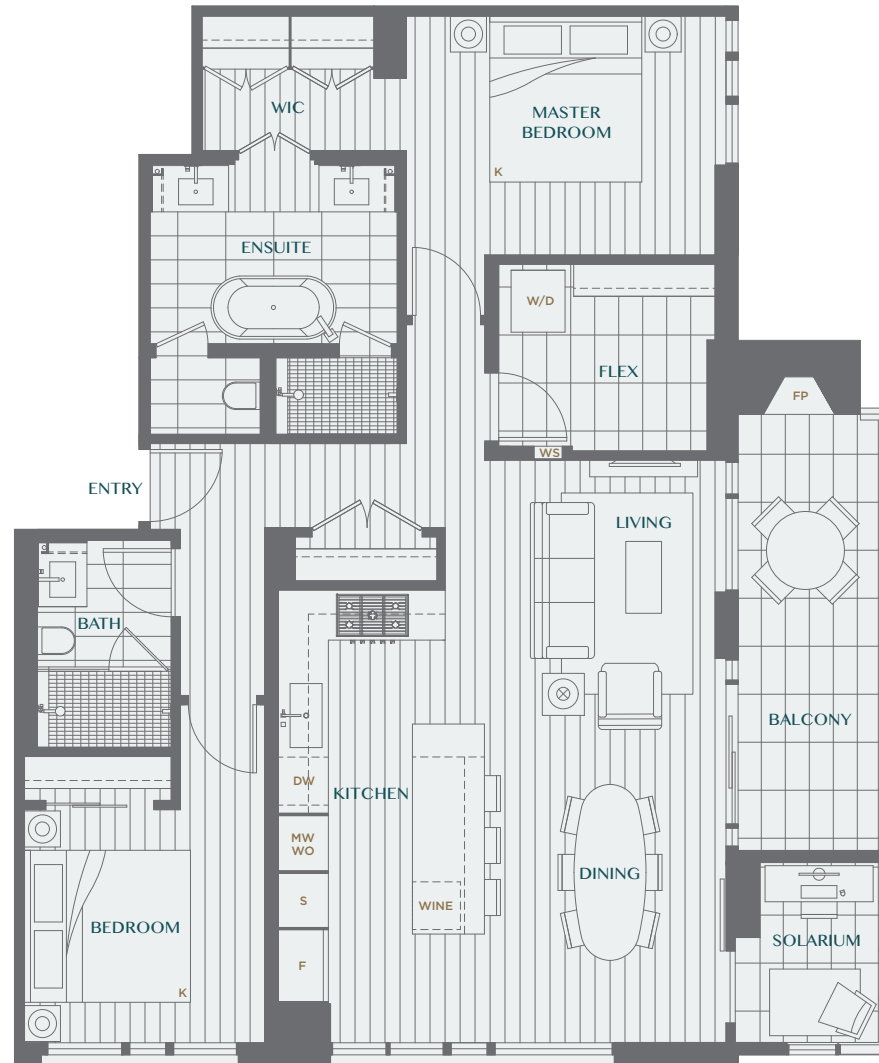 WIC
MASTER
BEDROOM
K
ENSUITE
W/D
FLEX
FP
WS
ENTRY
LIVING
BATH
BALCONY
DW
KITCHEN
MW
WO
DINING
S
WINE
BEDROOM
SOLARIUM
F
K